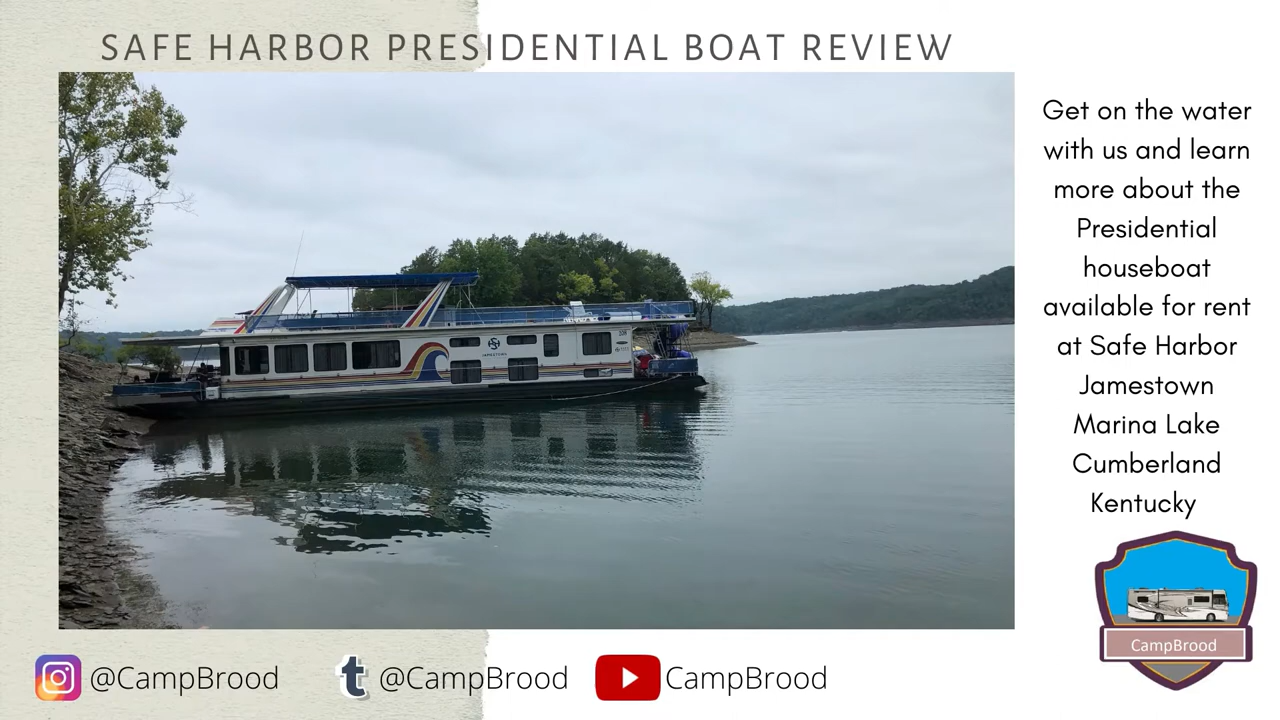 SAFE HARBOR PRESIDENTIAL BOAT REVIEW
Get on the water
with us and learn
more about the
Presidential
houseboat
available for rent
at Safe Harbor
Jamestown
Marina Lake
Cumberland
Kentucky
CampBrood
@CampBrood
@CampBrood
CampBrood